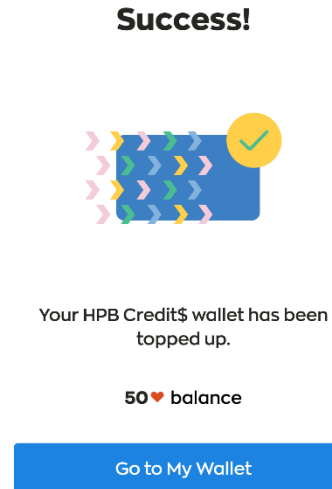 Success!
Your HPB Credit$ wallet has been
topped up.
50❤ balance
Go to My Wallet